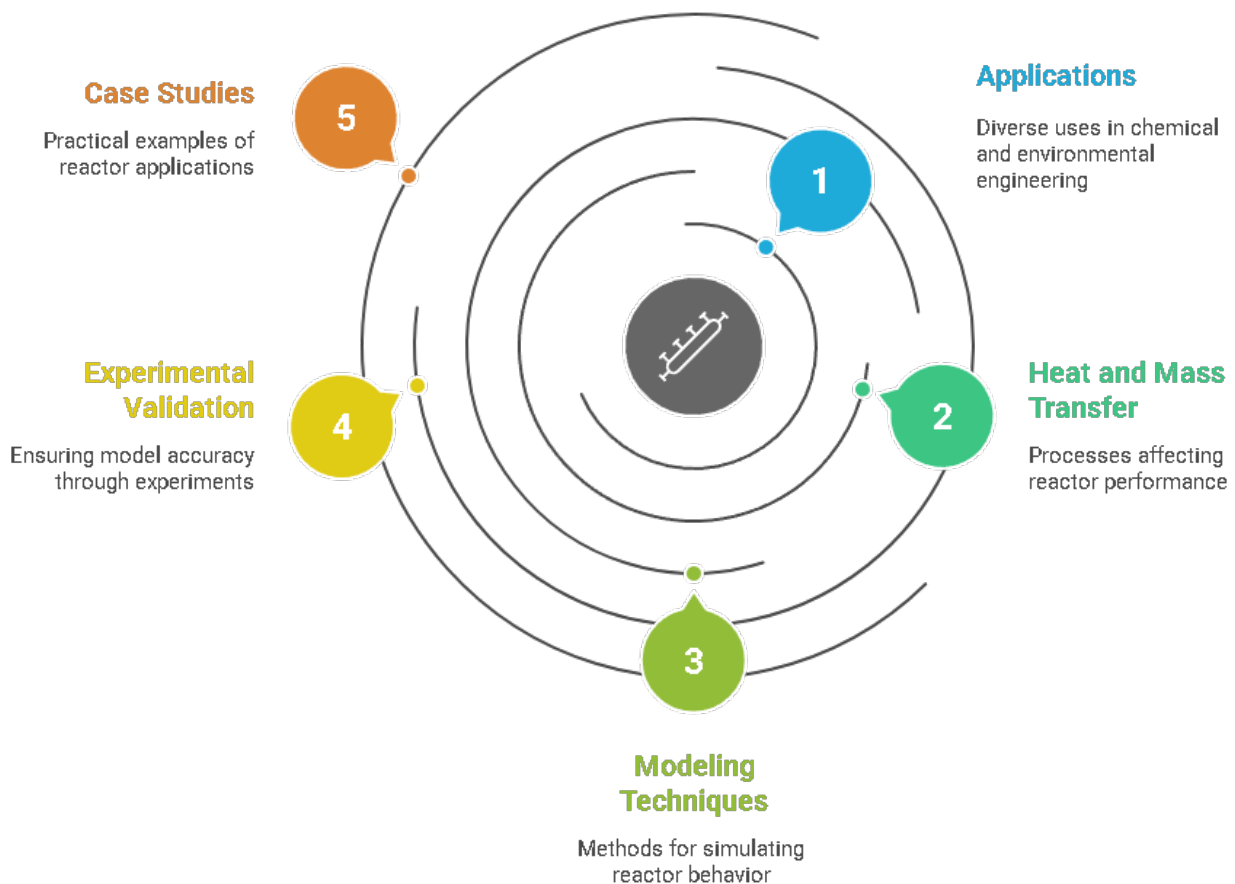 1
Applications
Diverse uses in chemical
and environmental
engineering
2
Heat and Mass
Transfer
Processes affecting
reactor performance
3
Modeling
Techniques
Methods for simulating
reactor behavior
4
Experimental
Validation
Ensuring model accuracy
through experiments
5
Case Studies
Practical examples of
reactor applications